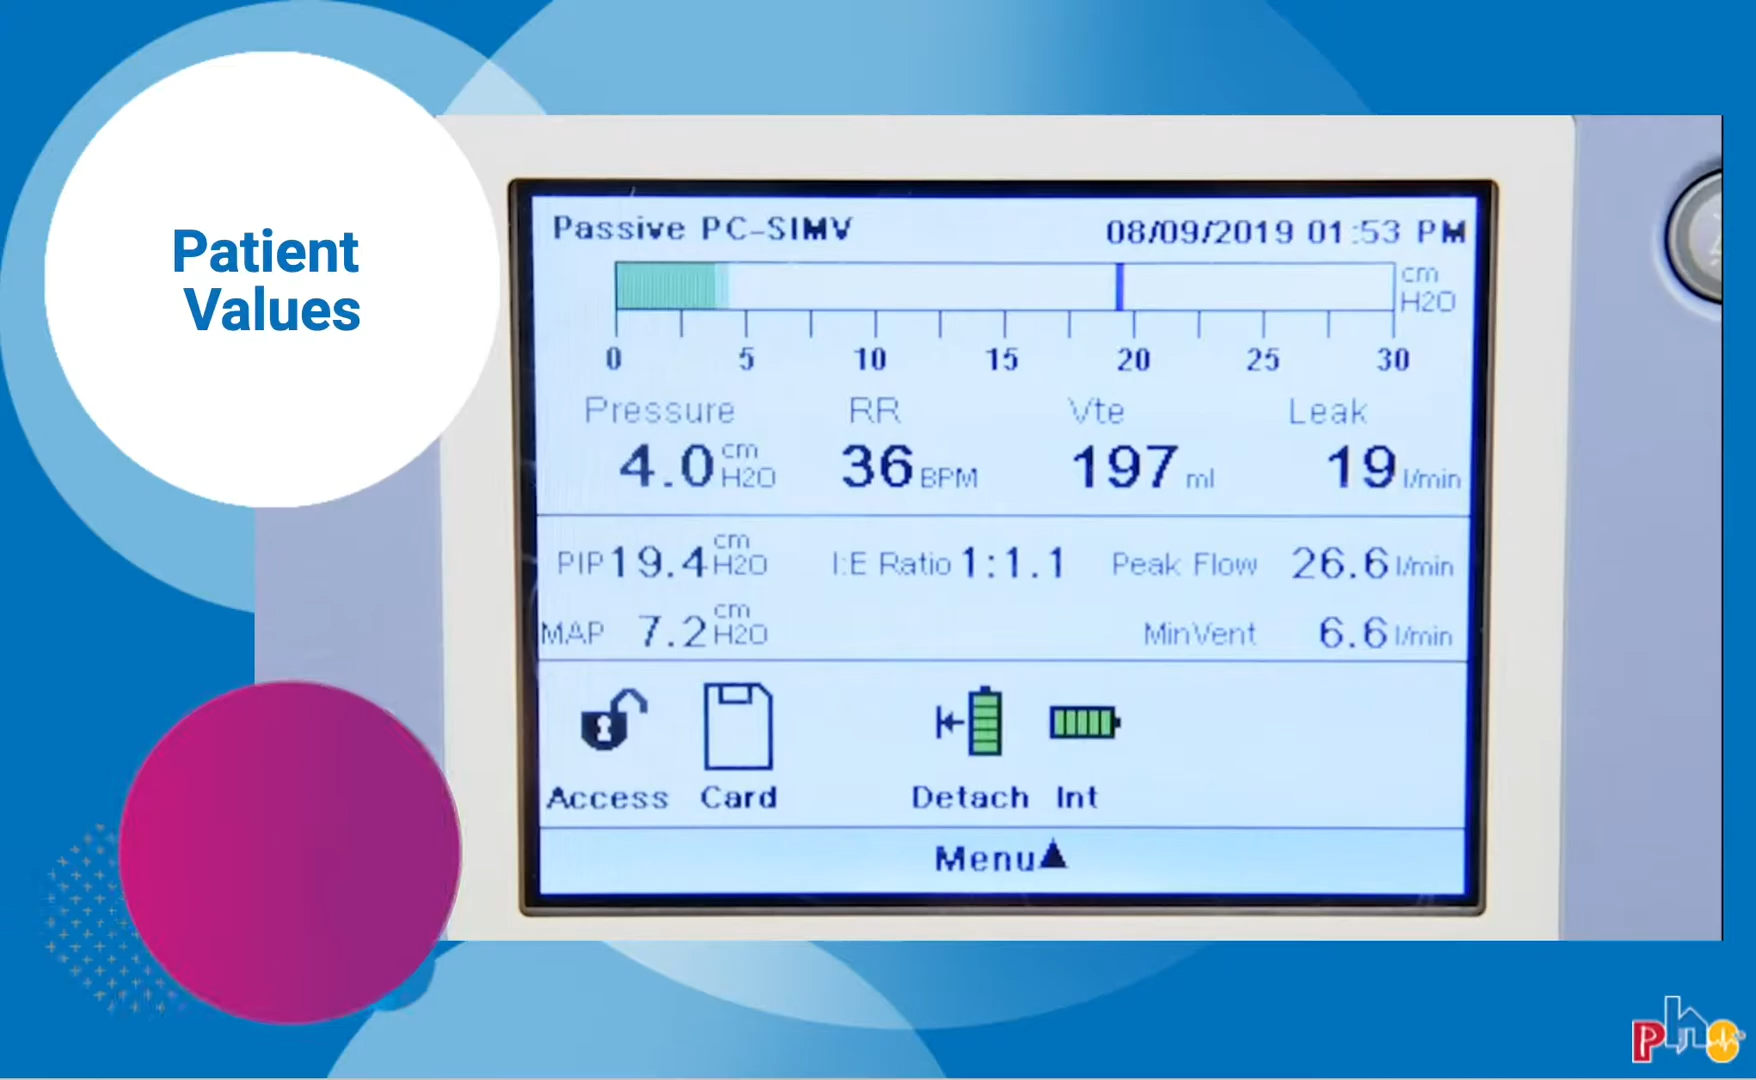 Patient
Values
Passive PC-SIMV 08/09/2019 01:53 PM
cm
H2O
0 5 10 15 20 25 30
Pressure RR Vte Leak
4.0 cm H2O 36 BPM 197 ml 19 l/min
PIP 19.4 cm H2O I:E Ratio 1:1.1 Peak Flow 26.6 l/min
MAP 7.2 cm H2O MinVent 6.6 l/min
Access Card Detach Int
Menu
pho